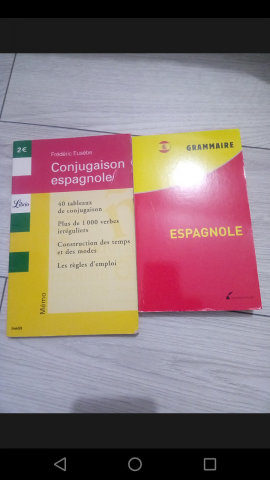 2€
Frédéric Eusèbe
Conjugaison
espagnole
Librio
40 tableaux
de conjugaison
Plus de 1 000 verbes
irréguliers
Construction des temps
et des modes
Les règles d'emploi
Mémo
GRAMMAIRE
ESPAGNOLE